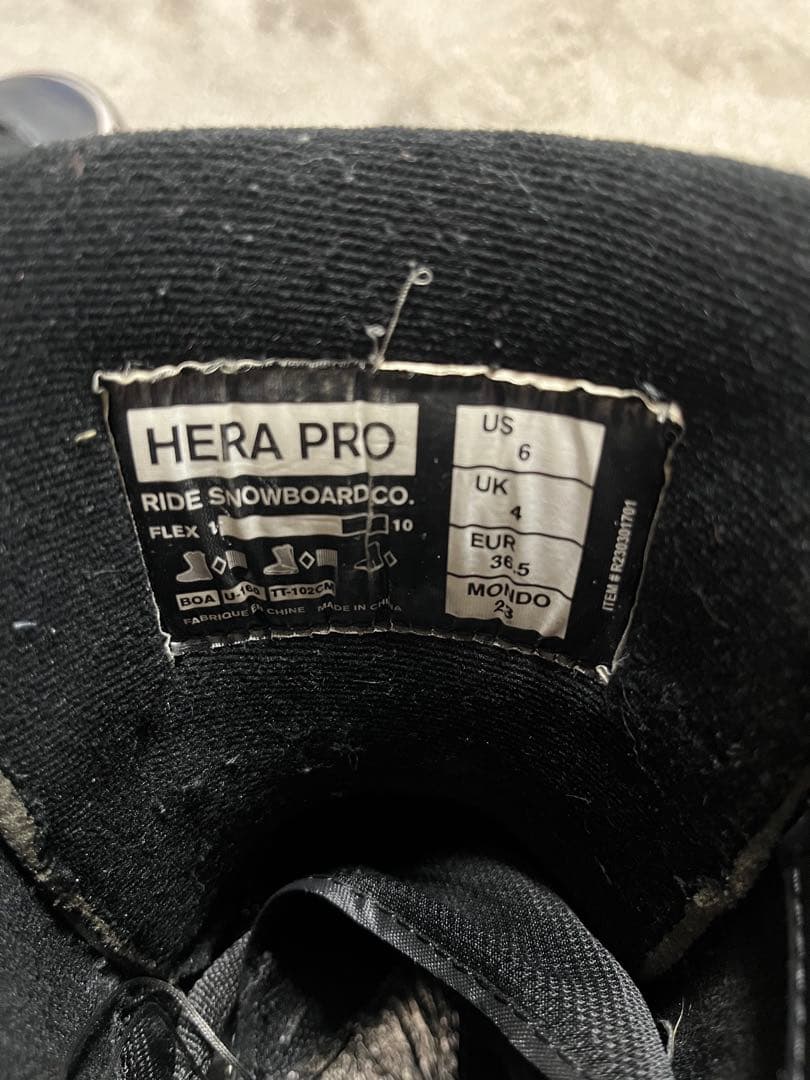 HERA PRO
RIDE SNOWBOARD CO.
FLEX 1 10
BOA TT-102CM
FABRIQUE EN CHINE MADE IN CHINA
US
6
UK
4
EUR
36.5
MONDO
23
ITEM # R230301701